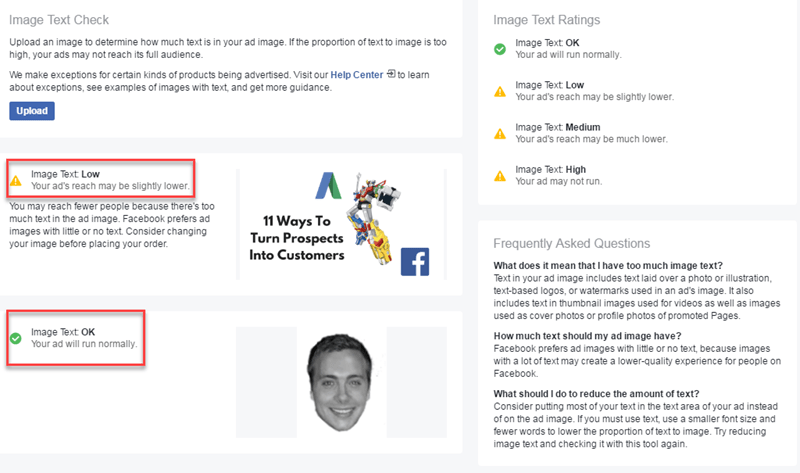 Image Text Check
Upload an image to determine how much text is in your ad image. If the proportion of text to image is too
high, your ads may not reach its full audience.
We make exceptions for certain kinds of products being advertised. Visit our Help Center to learn
about exceptions, see examples of images with text, and get more guidance.
Upload
Image Text: Low
Your ad's reach may be slightly lower.
You may reach fewer people because there's too
much text in the ad image. Facebook prefers ad
images with little or no text. Consider changing
your image before placing your order.
11 Ways To
Turn Prospects
Into Customers
f
Image Text: OK
Your ad will run normally.
Image Text Ratings
Image Text: OK
Your ad will run normally.
Image Text: Low
Your ad's reach may be slightly lower.
Image Text: Medium
Your ad's reach may be much lower.
Image Text: High
Your ad may not run.
Frequently Asked Questions
What does it mean that I have too much image text?
Text in your ad image includes text laid over a photo or illustration,
text-based logos, or watermarks used in an ad's image. It also
includes text in thumbnail images used for videos as well as images
used as cover photos or profile photos of promoted Pages.
How much text should my ad image have?
Facebook prefers ad images with little or no text, because images
with a lot of text may create a lower-quality experience for people on
Facebook.
What should I do to reduce the amount of text?
Consider putting most of your text in the text area of your ad instead
of on the ad image. If you must use text, use a smaller font size and
fewer words to lower the proportion of text to image. Try reducing
image text and checking it with this tool again.